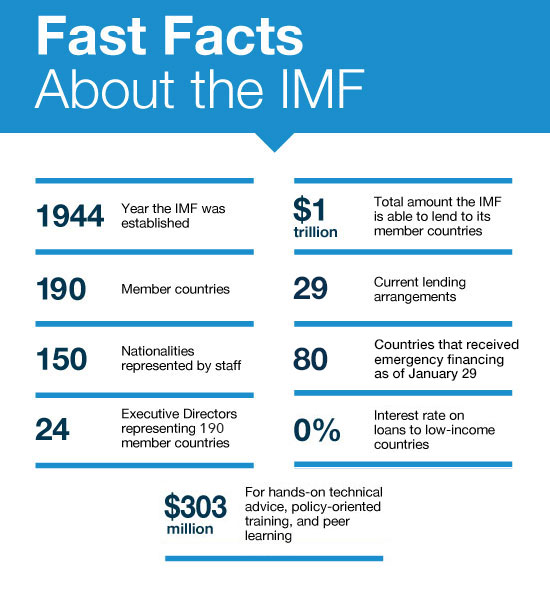 Fast Facts
About the IMF
1944
Year the IMF was
established
190
Member countries
150
Nationalities
represented by staff
24
Executive Directors
representing 190
member countries
$1
trillion
Total amount the IMF
is able to lend to its
member countries
29
Current lending
arrangements
80
Countries that received
emergency financing
as of January 29
0%
Interest rate on
loans to low-income
countries
$303
million
For hands-on technical
advice, policy-oriented
training, and peer
learning